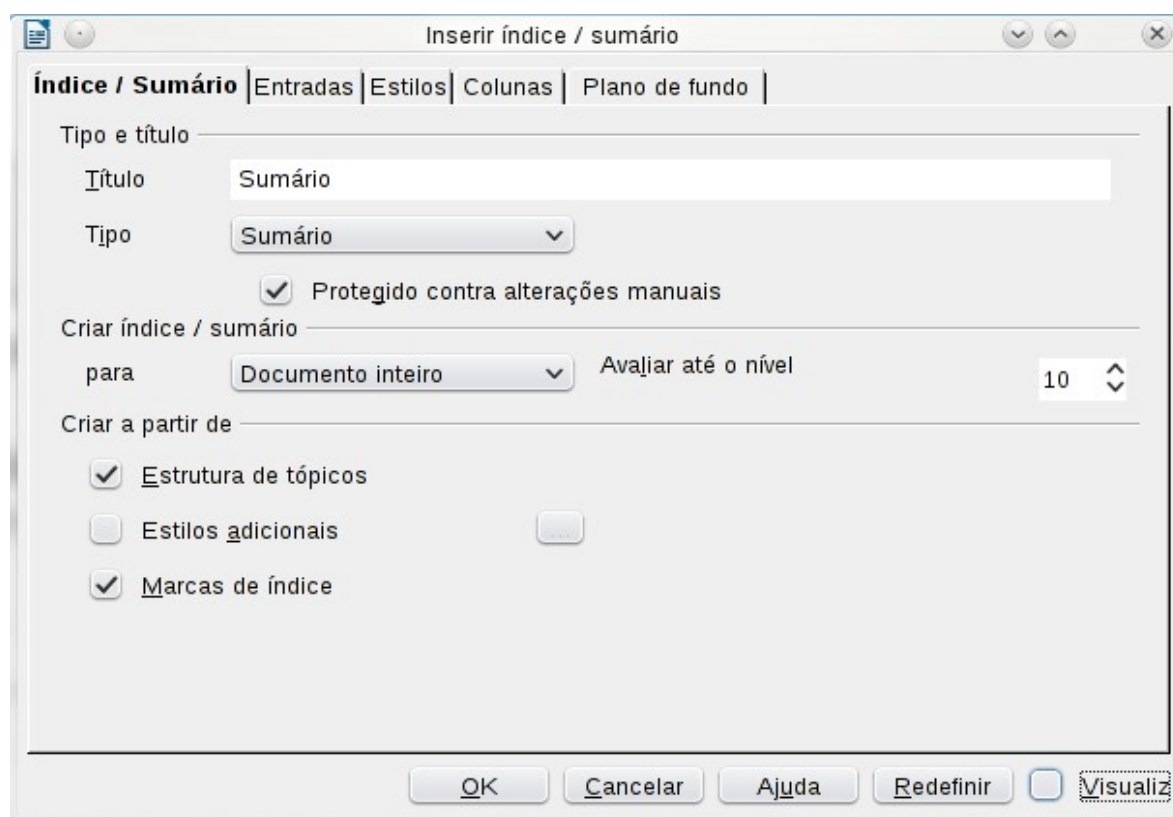 Inserir índice / sumário
Índice / Sumário Entradas Estilos Colunas Plano de fundo
Tipo e título
Título Sumário
Tipo Sumário
Protegido contra alterações manuais
Criar índice / sumário
para Documento inteiro Avaliar até o nível 10
Criar a partir de
Estrutura de tópicos
Estilos adicionais ...
Marcas de índice
OK Cancelar Ajuda Redefinir Visualiz